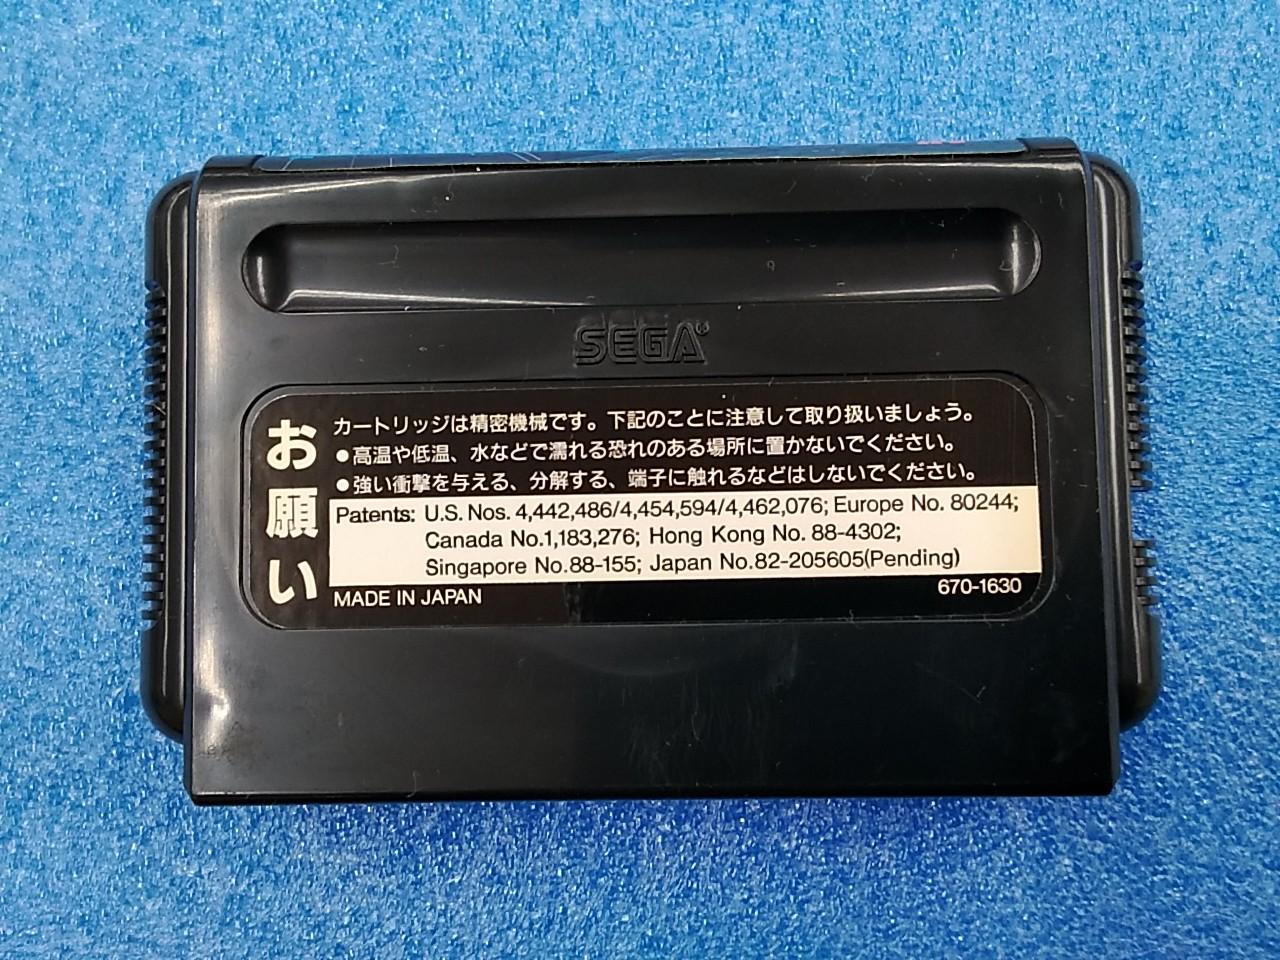 SEGA®
お願い
カートリッジは精密機械です。下記のことに注意して取り扱いましょう。
●高温や低温、水などで濡れる恐れのある場所に置かないでください。
●強い衝撃を与える、分解する、端子に触れるなどはしないでください。
Patents: U.S. Nos. 4,442,486/4,454,594/4,462,076; Europe No. 80244;
Canada No.1,183,276; Hong Kong No. 88-4302;
Singapore No.88-155; Japan No.82-205605(Pending)
MADE IN JAPAN 670-1630